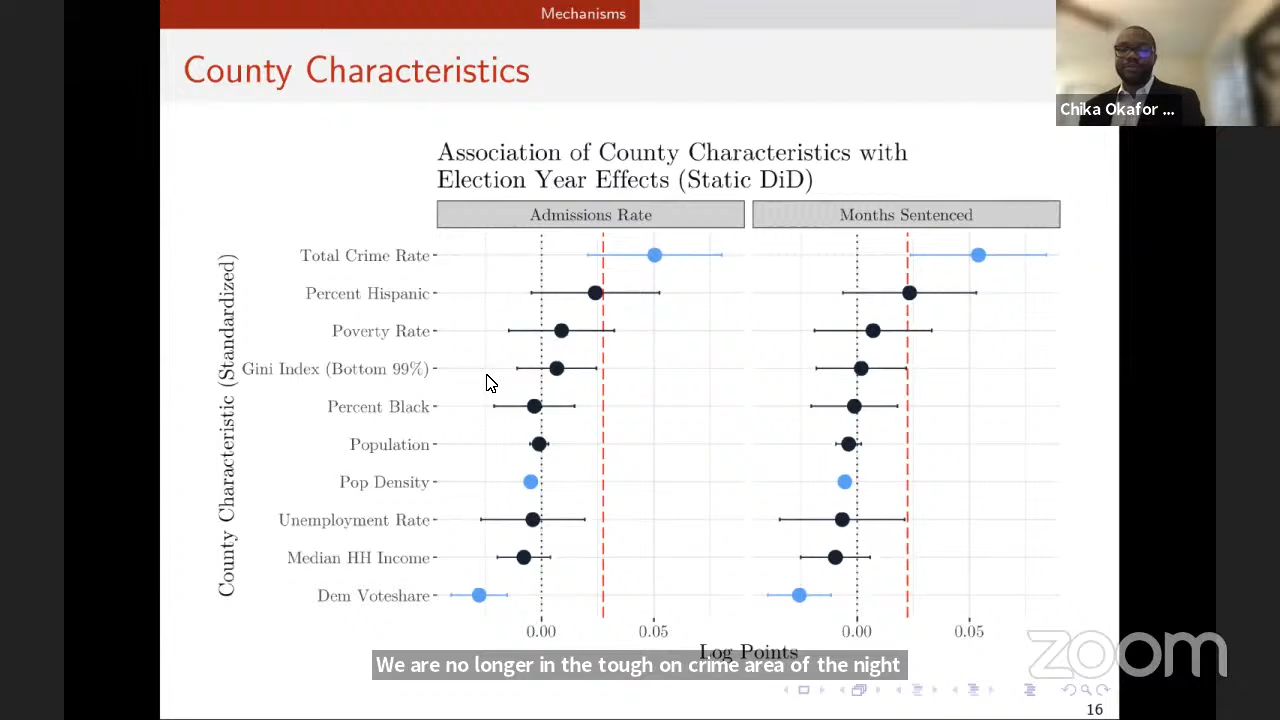 Mechanisms
County Characteristics
Chika Okafor ...
Association of County Characteristics with
Election Year Effects (Static DiD)
Admissions Rate
Months Sentenced
County Characteristic (Standardized)
Total Crime Rate
Percent Hispanic
Poverty Rate
Gini Index (Bottom 99%)
Percent Black
Population
Pop Density
Unemployment Rate
Median HH Income
Dem Voteshare
0.00 0.05 0.00 0.05
Log Points
We are no longer in the tough on crime area of the night
zoom
16